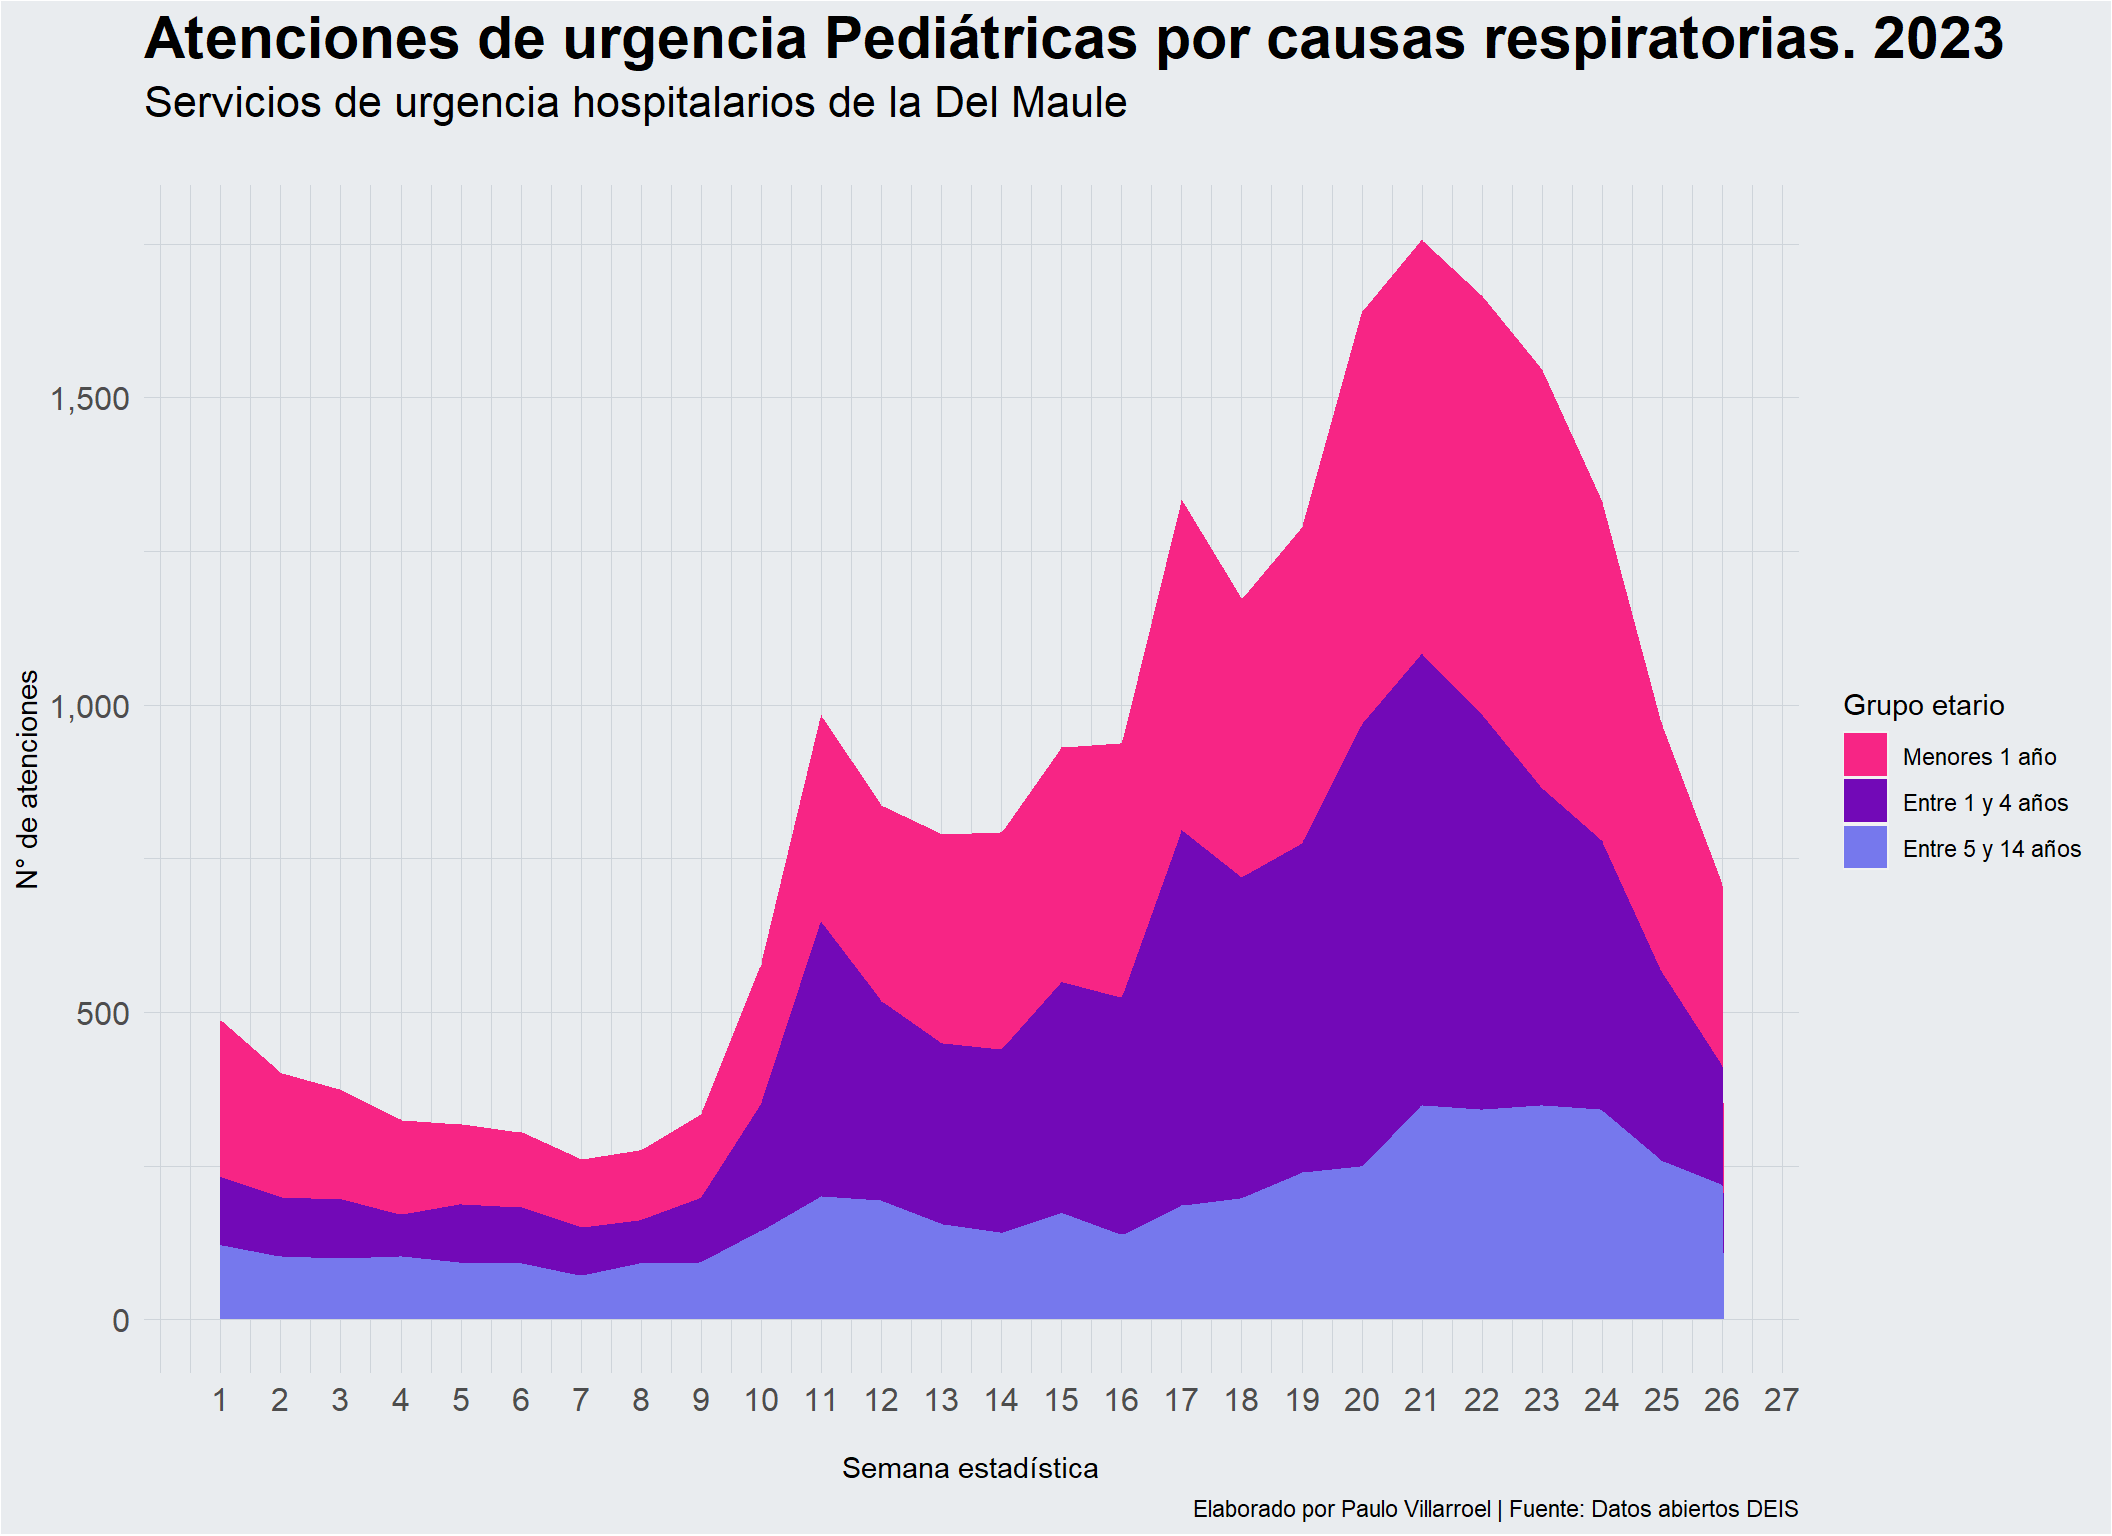 Atenciones de urgencia Pediátricas por causas respiratorias. 2023
Servicios de urgencia hospitalarios de la Del Maule
N° de atenciones
1,500
1,000
500
0
1 2 3 4 5 6 7 8 9 10 11 12 13 14 15 16 17 18 19 20 21 22 23 24 25 26 27
Semana estadística
Grupo etario
Menores 1 año
Entre 1 y 4 años
Entre 5 y 14 años
Elaborado por Paulo Villarroel | Fuente: Datos abiertos DEIS